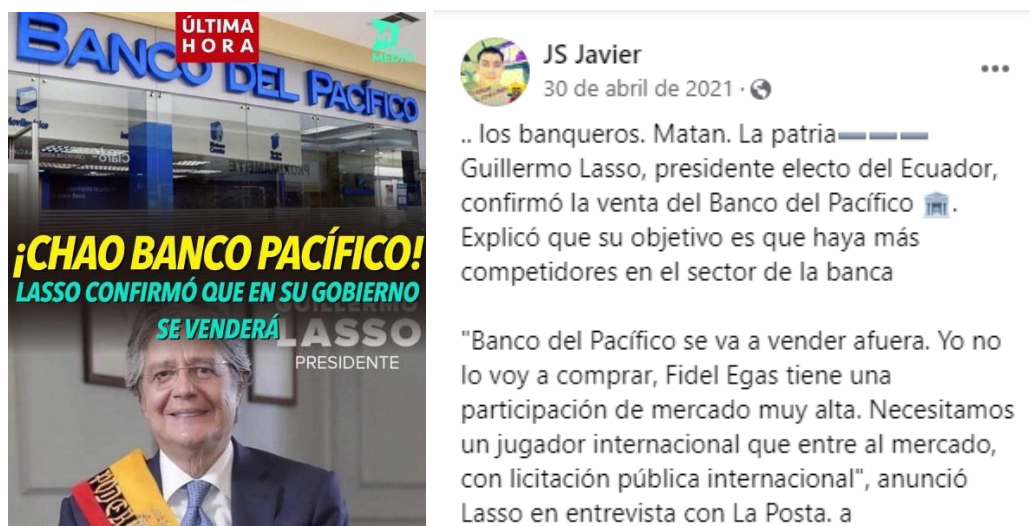 ÚLTIMA
HORA
MEDIO
BANCO DEL PACÍFICO
¡CHAO BANCO PACÍFICO!
LASSO CONFIRMÓ QUE EN SU GOBIERNO
SE VENDERÁ
GUILLERMO
LASSO
PRESIDENTE
JS Javier
30 de abril de 2021 ·
.. los banqueros. Matan. La patria➖➖➖
Guillermo Lasso, presidente electo del Ecuador,
confirmó la venta del Banco del Pacífico 🏦.
Explicó que su objetivo es que haya más
competidores en el sector de la banca
"Banco del Pacífico se va a vender afuera. Yo no
lo voy a comprar, Fidel Egas tiene una
participación de mercado muy alta. Necesitamos
un jugador internacional que entre al mercado,
con licitación pública internacional", anunció
Lasso en entrevista con La Posta. a